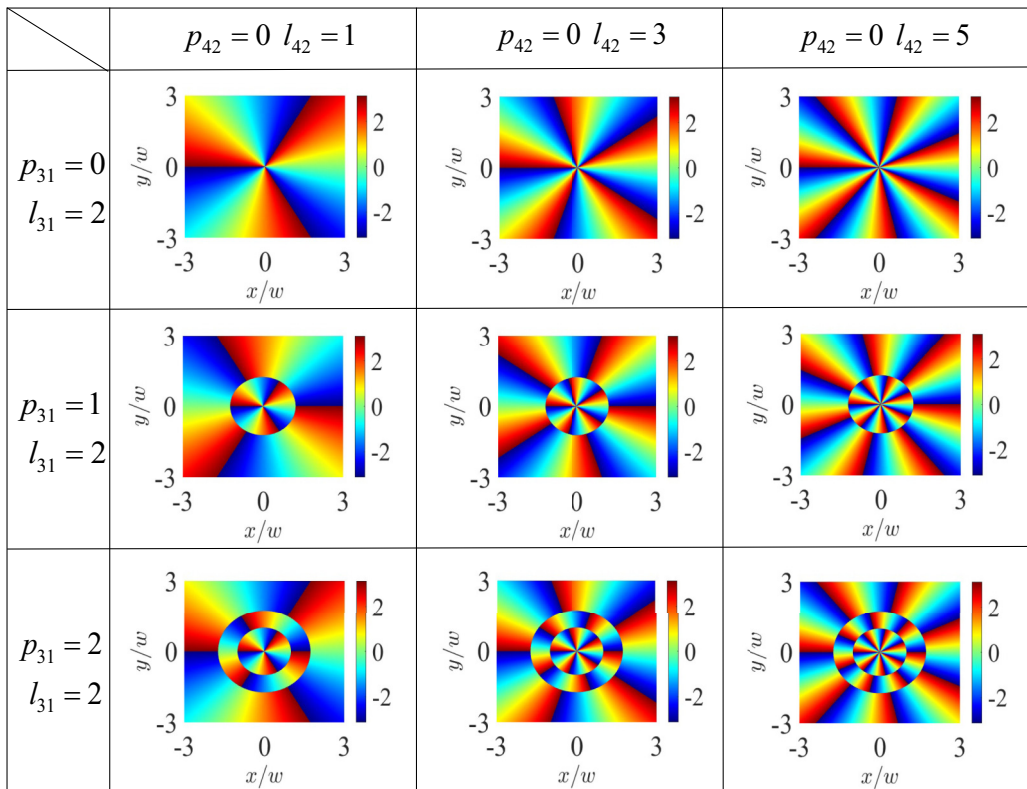 p₄₂ = 0 l₄₂ = 1
p₄₂ = 0 l₄₂ = 3
p₄₂ = 0 l₄₂ = 5
p₃₁ = 0
l₃₁ = 2
3
0
-3
y/w
-3 0 3
x/w
2
0
-2
3
0
-3
y/w
-3 0 3
x/w
2
0
-2
3
0
-3
y/w
-3 0 3
x/w
2
0
-2
p₃₁ = 1
l₃₁ = 2
3
0
-3
y/w
-3 0 3
x/w
2
0
-2
3
0
-3
y/w
-3 0 3
x/w
2
0
-2
3
0
-3
y/w
-3 0 3
x/w
2
0
-2
p₃₁ = 2
l₃₁ = 2
3
0
-3
y/w
-3 0 3
x/w
2
0
-2
3
0
-3
y/w
-3 0 3
x/w
2
0
-2
3
0
-3
y/w
-3 0 3
x/w
2
0
-2